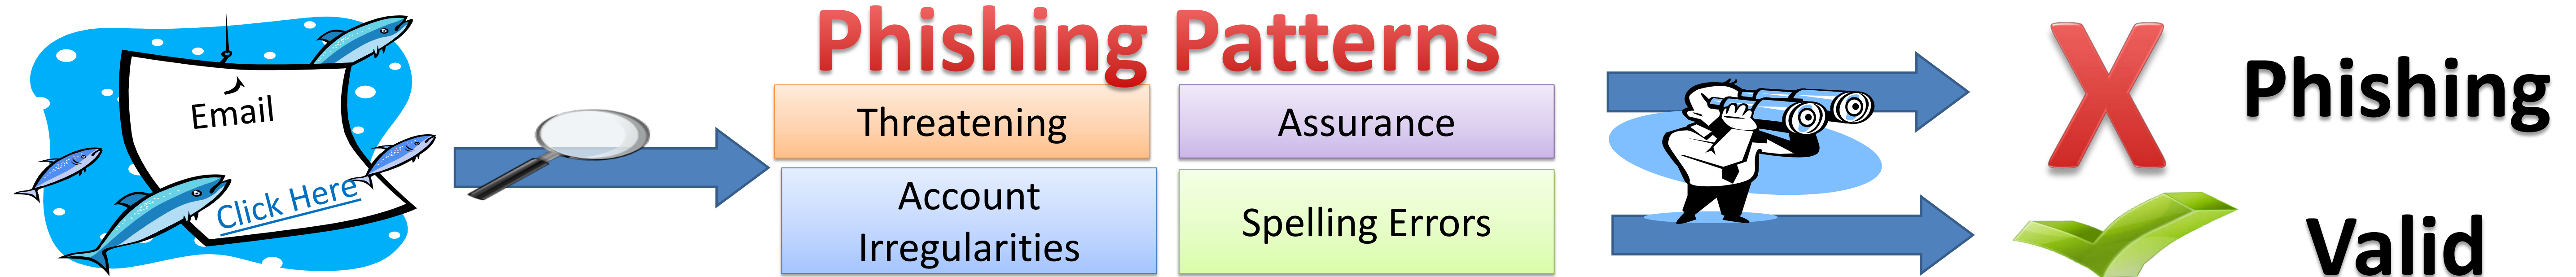 Email
Click Here
Phishing Patterns
Threatening
Assurance
Account
Irregularities
Spelling Errors
X
Phishing
Valid